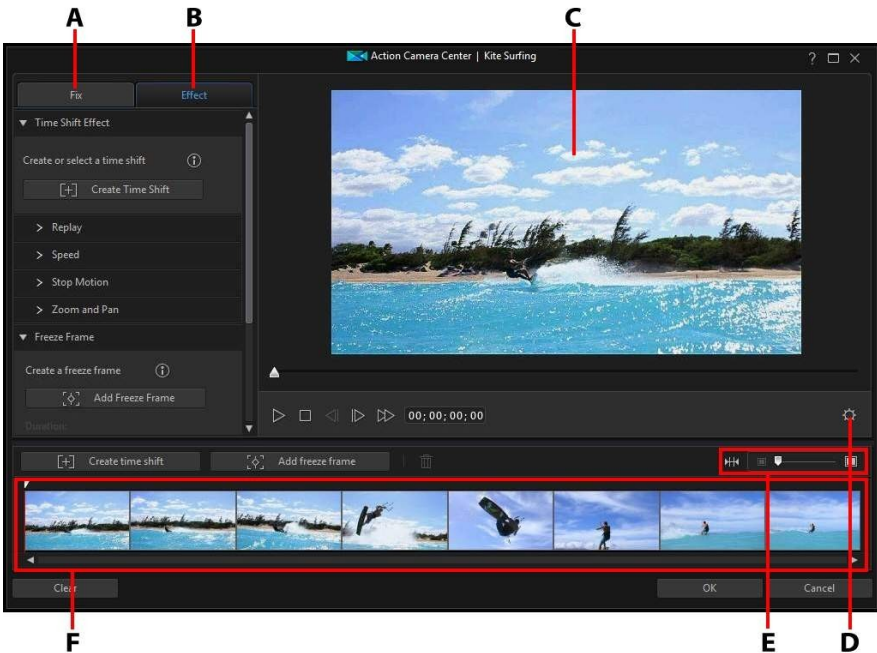 A B C
Action Camera Center | Kite Surfing
?
Fix Effect
Time Shift Effect
Create or select a time shift
[+] Create Time Shift
> Replay
> Speed
> Stop Motion
> Zoom and Pan
Freeze Frame
Create a freeze frame
Add Freeze Frame
Duration:
00;00;00;00
[+] Create time shift Add freeze frame
Clear OK Cancel
F E D